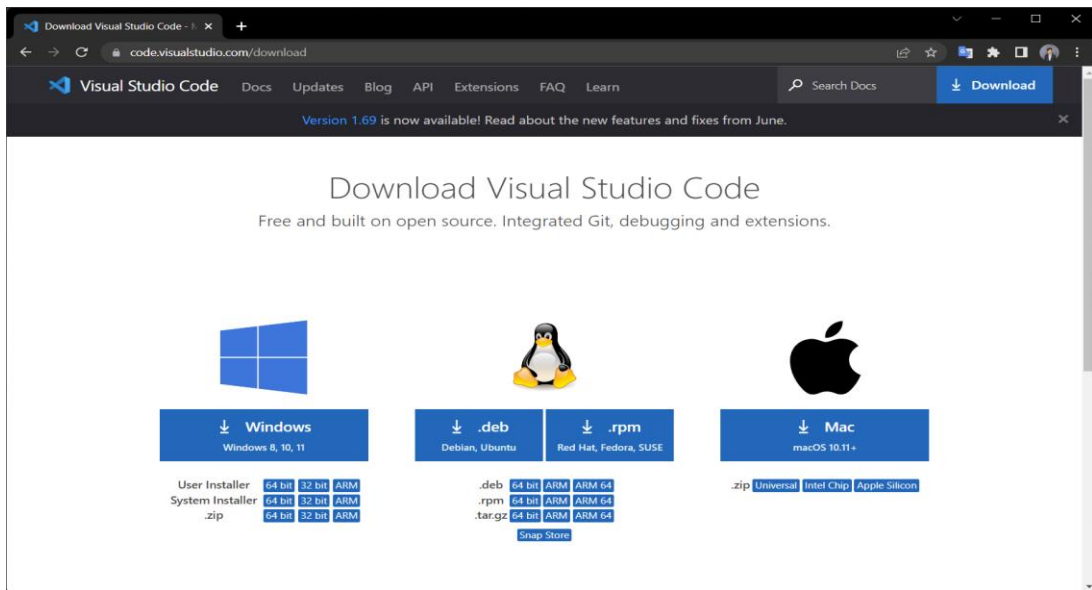 Download Visual Studio Code -
code.visualstudio.com/download
Visual Studio Code Docs Updates Blog API Extensions FAQ Learn Search Docs Download
Version 1.69 is now available! Read about the new features and fixes from June.
Download Visual Studio Code
Free and built on open source. Integrated Git, debugging and extensions.
Windows
Windows 8, 10, 11
User Installer 64 bit 32 bit ARM
System Installer 64 bit 32 bit ARM
.zip 64 bit 32 bit ARM
.deb
Debian, Ubuntu
.rpm
Red Hat, Fedora, SUSE
.deb 64 bit ARM ARM 64
.rpm 64 bit ARM ARM 64
.tar.gz 64 bit ARM ARM 64
Snap Store
Mac
macOS 10.11+
.zip Universal Intel Chip Apple Silicon